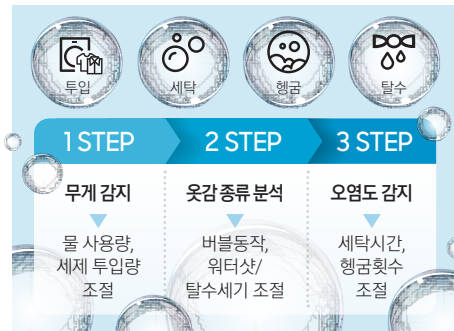 투입
세탁
헹굼
탈수
1 STEP
2 STEP
3 STEP
무게 감지
옷감 종류 분석
오염도 감지
물 사용량,
세제 투입량
조절
버블동작,
워터샷/
탈수세기 조절
세탁시간,
헹굼횟수
조절